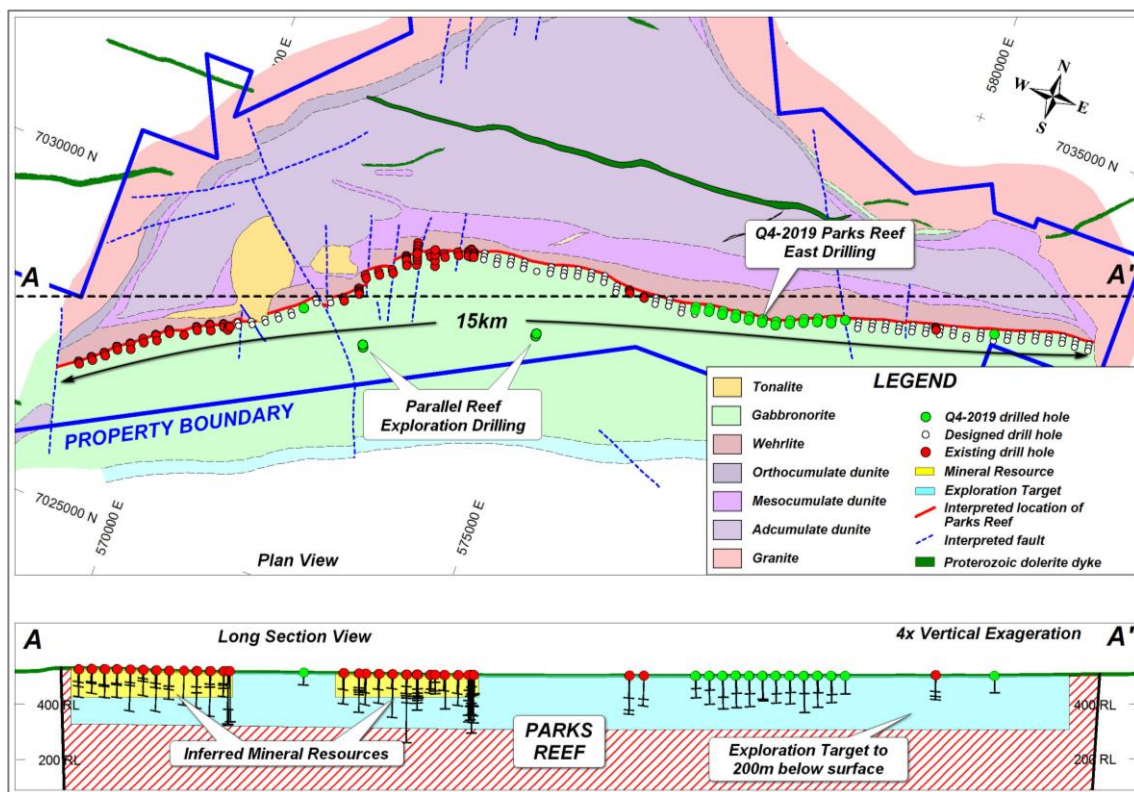 00 E
580000 E
N
W
E
S
7030000 N
7035000 N
Q4-2019 Parks Reef
East Drilling
A
A'
15km
Parallel Reef
Exploration Drilling
PROPERTY BOUNDARY
7025000 N
570000 E
575000 E
Plan View
LEGEND
Tonalite
Gabbronorite
Wehrlite
Orthocumulate dunite
Mesocumulate dunite
Adcumulate dunite
Granite
Q4-2019 drilled hole
Designed drill hole
Existing drill hole
Mineral Resource
Exploration Target
Interpreted location of
Parks Reef
Interpreted fault
Proterozoic dolerite dyke
A
Long Section View
4x Vertical Exageration
A'
400 RL
400 RL
Inferred Mineral Resources
PARKS
REEF
Exploration Target to
200m below surface
200 RL
200 RL